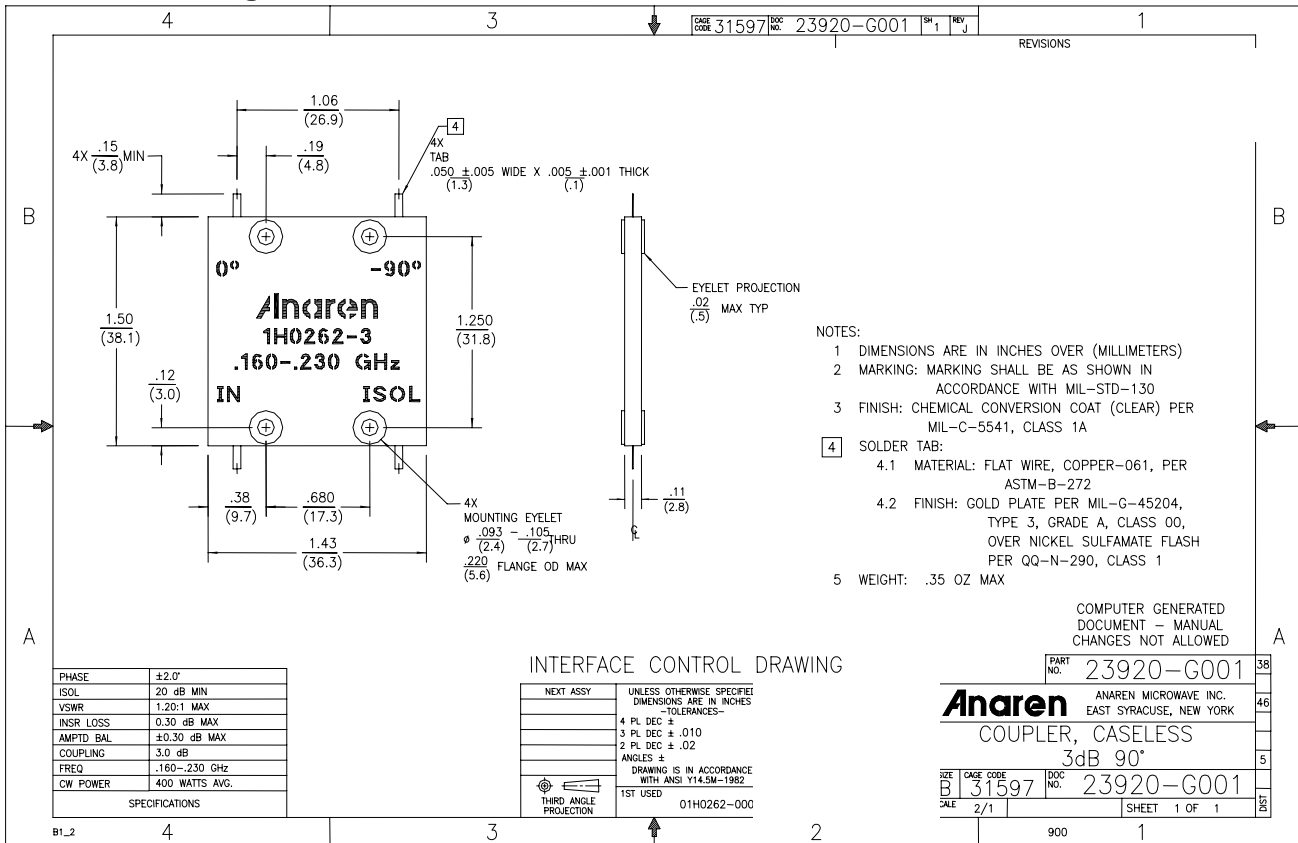 4 3 1
CAGE CODE 31597 DOC NO. 23920-G001 SH 1 REV J
REVISIONS
1.06
(26.9)
4X .15 MIN
(3.8)
.19
(4.8)
4
4X
TAB
.050 ±.005 WIDE X .005 ±.001 THICK
(1.3) (.1)
B B
0° -90°
Anaren
1H0262-3
.160-.230 GHz
IN ISOL
1.50
(38.1)
1.250
(31.8)
.12
(3.0)
EYELET PROJECTION
.02 MAX TYP
(.5)
.38
(9.7)
.680
(17.3)
1.43
(36.3)
4X
MOUNTING EYELET
ø .093 - .105 THRU
(2.4) (2.7)
.220 FLANGE OD MAX
(5.6)
.11
(2.8)
CL
NOTES:
1 DIMENSIONS ARE IN INCHES OVER (MILLIMETERS)
2 MARKING: MARKING SHALL BE AS SHOWN IN
ACCORDANCE WITH MIL-STD-130
3 FINISH: CHEMICAL CONVERSION COAT (CLEAR) PER
MIL-C-5541, CLASS 1A
4 SOLDER TAB:
4.1 MATERIAL: FLAT WIRE, COPPER-061, PER
ASTM-B-272
4.2 FINISH: GOLD PLATE PER MIL-G-45204,
TYPE 3, GRADE A, CLASS 00,
OVER NICKEL SULFAMATE FLASH
PER QQ-N-290, CLASS 1
5 WEIGHT: .35 OZ MAX
COMPUTER GENERATED
DOCUMENT - MANUAL
CHANGES NOT ALLOWED
A A
PHASE ±2.0°
ISOL 20 dB MIN
VSWR 1.20:1 MAX
INSR LOSS 0.30 dB MAX
AMPTD BAL ±0.30 dB MAX
COUPLING 3.0 dB
FREQ .160-.230 GHz
CW POWER 400 WATTS AVG.
SPECIFICATIONS
INTERFACE CONTROL DRAWING
NEXT ASSY
UNLESS OTHERWISE SPECIFIED
DIMENSIONS ARE IN INCHES
-TOLERANCES-
4 PL DEC ±
3 PL DEC ± .010
2 PL DEC ± .02
ANGLES ±
DRAWING IS IN ACCORDANCE
WITH ANSI Y14.5M-1982
THIRD ANGLE
PROJECTION
1ST USED
01H0262-000
PART NO. 23920-G001 38
Anaren ANAREN MICROWAVE INC.
EAST SYRACUSE, NEW YORK
46
COUPLER, CASELESS
3dB 90°
5
SIZE B CAGE CODE 31597 DOC NO. 23920-G001
SCALE 2/1 SHEET 1 OF 1 DIST
B1_2 4 3 2 900 1